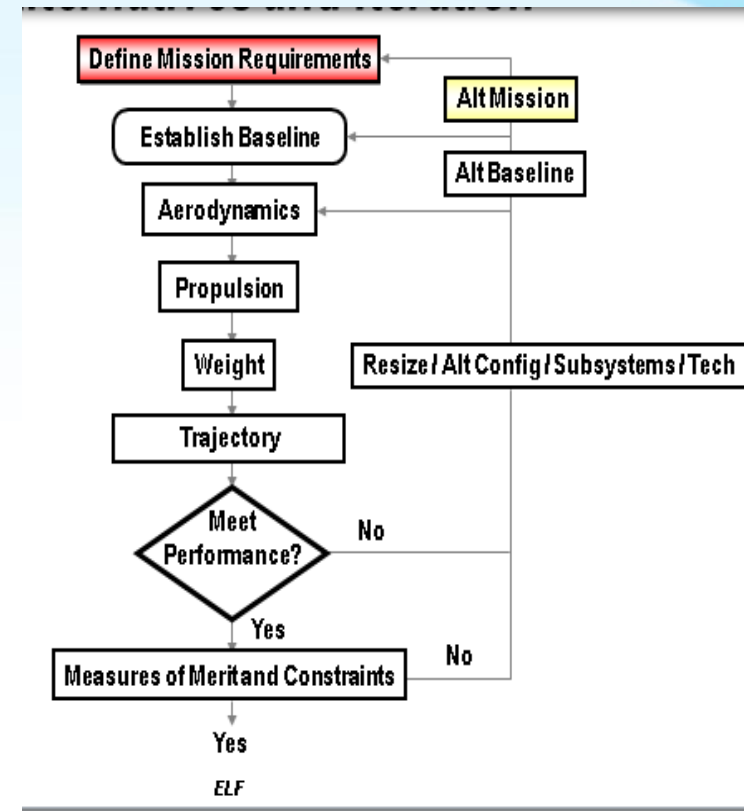 Define Mission Requirements
Alt Mission
Establish Baseline
Alt Baseline
Aerodynamics
Propulsion
Weight
Resize / Alt Config / Subsystems / Tech
Trajectory
Meet
Performance?
No
Yes
Measures of Meritand Constraints
No
Yes
ELF